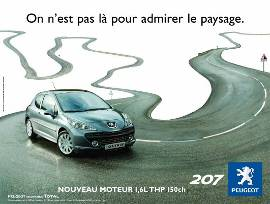 On n'est pas là pour admirer le paysage.
207
PEUGEOT
NOUVEAU MOTEUR 1,6L THP 150ch